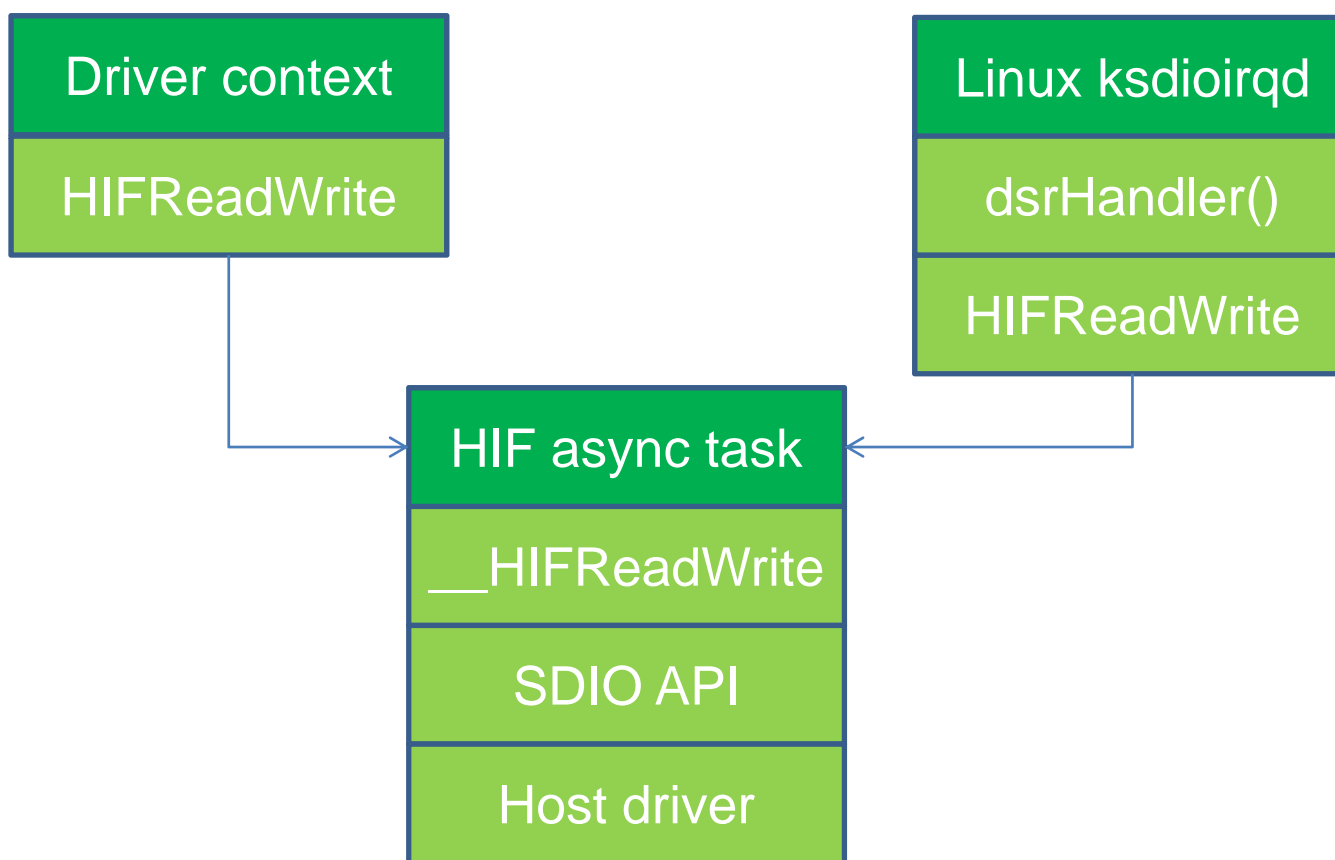 Driver context
HIFReadWrite
Linux ksdioirqd
dsrHandler()
HIFReadWrite
HIF async task
__HIFReadWrite
SDIO API
Host driver